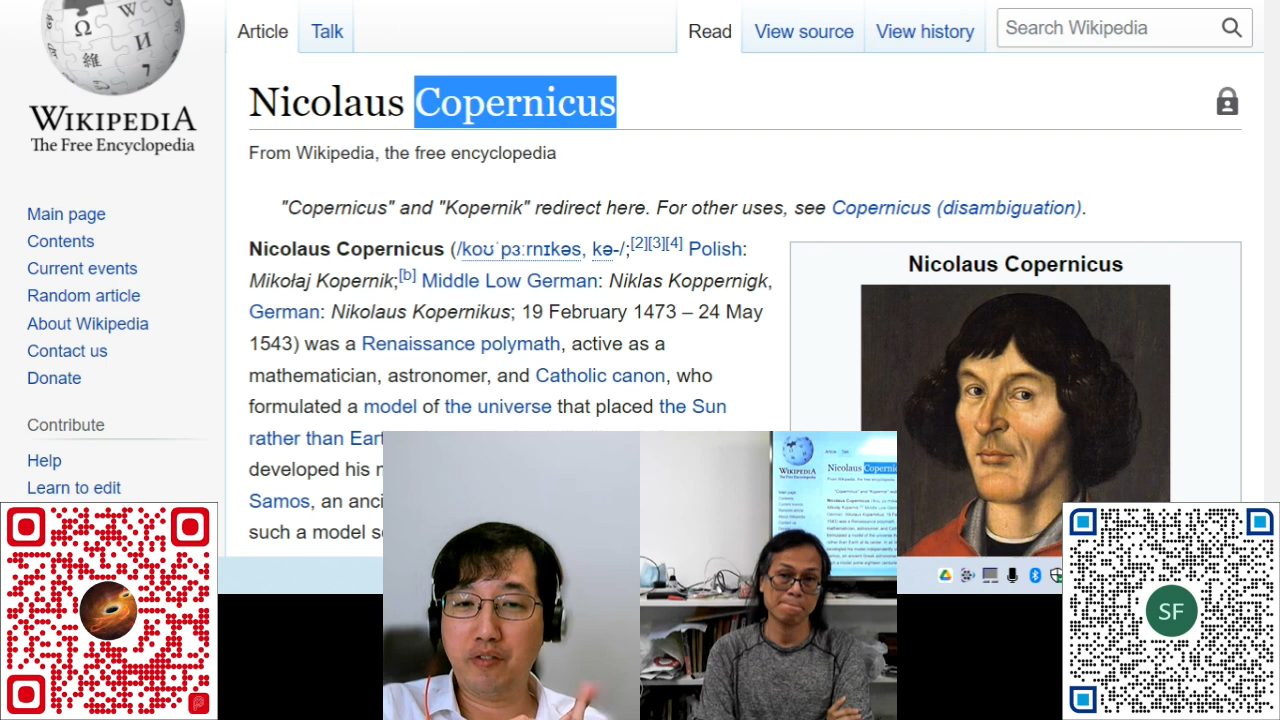 Article Talk Read View source View history Search Wikipedia
WIKIPEDIA
The Free Encyclopedia
Main page
Contents
Current events
Random article
About Wikipedia
Contact us
Donate
Contribute
Help
Learn to edit
Nicolaus Copernicus
From Wikipedia, the free encyclopedia
"Copernicus" and "Kopernik" redirect here. For other uses, see Copernicus (disambiguation).
Nicolaus Copernicus (/koʊˈpɜːrnɪkəs, kə-/;[2][3][4] Polish:
Mikołaj Kopernik;[b] Middle Low German: Niklas Koppernigk,
German: Nikolaus Kopernikus; 19 February 1473 – 24 May
1543) was a Renaissance polymath, active as a
mathematician, astronomer, and Catholic canon, who
formulated a model of the universe that placed the Sun
rather than Eart
developed his
Samos, an anci
such a model
Nicolaus Copernicus
WIKIPEDIA
Nicolaus
SF